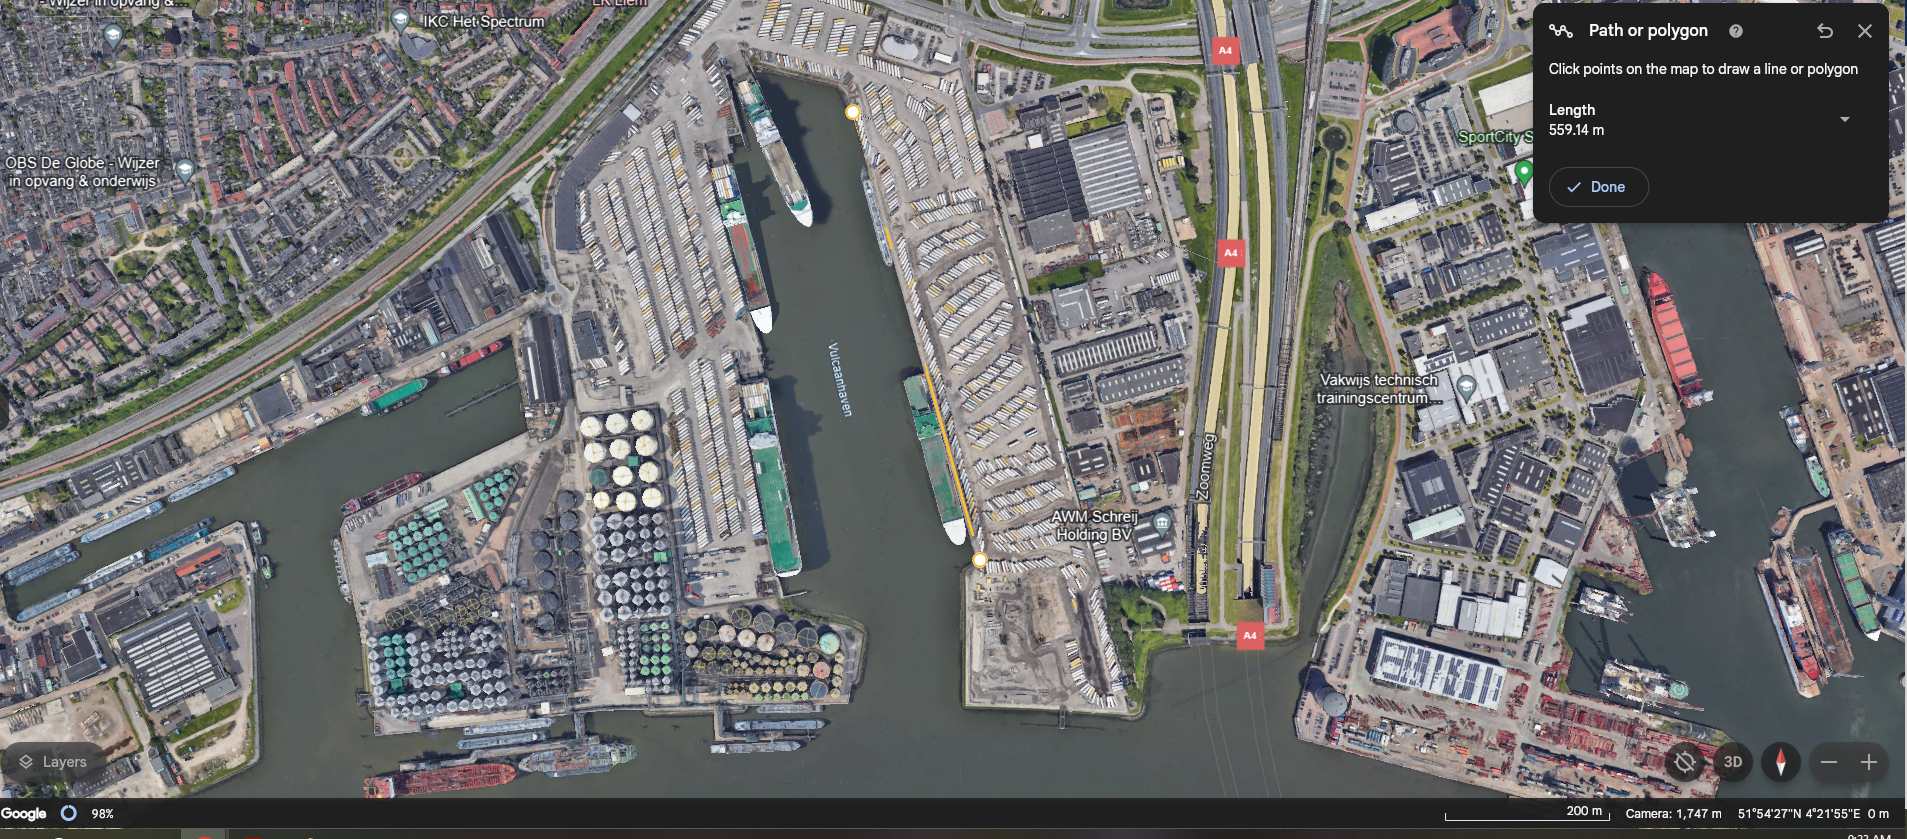 - Wijzer in opvang &...
IKC Het Spectrum
LK Elem
A4
Path or polygon
Click points on the map to draw a line or polygon
Length
559.14 m
Done
OBS De Globe - Wijzer
in opvang & onderwijs
SportCity S
A4
Vulcaanhaven
Vakwijs technisch
trainingscentrum...
Zoomweg
AWM Schreij
Holding BV
A4
Layers
3D
Google
98%
200 m
Camera: 1,747 m
51°54'27"N 4°21'55"E
0 m